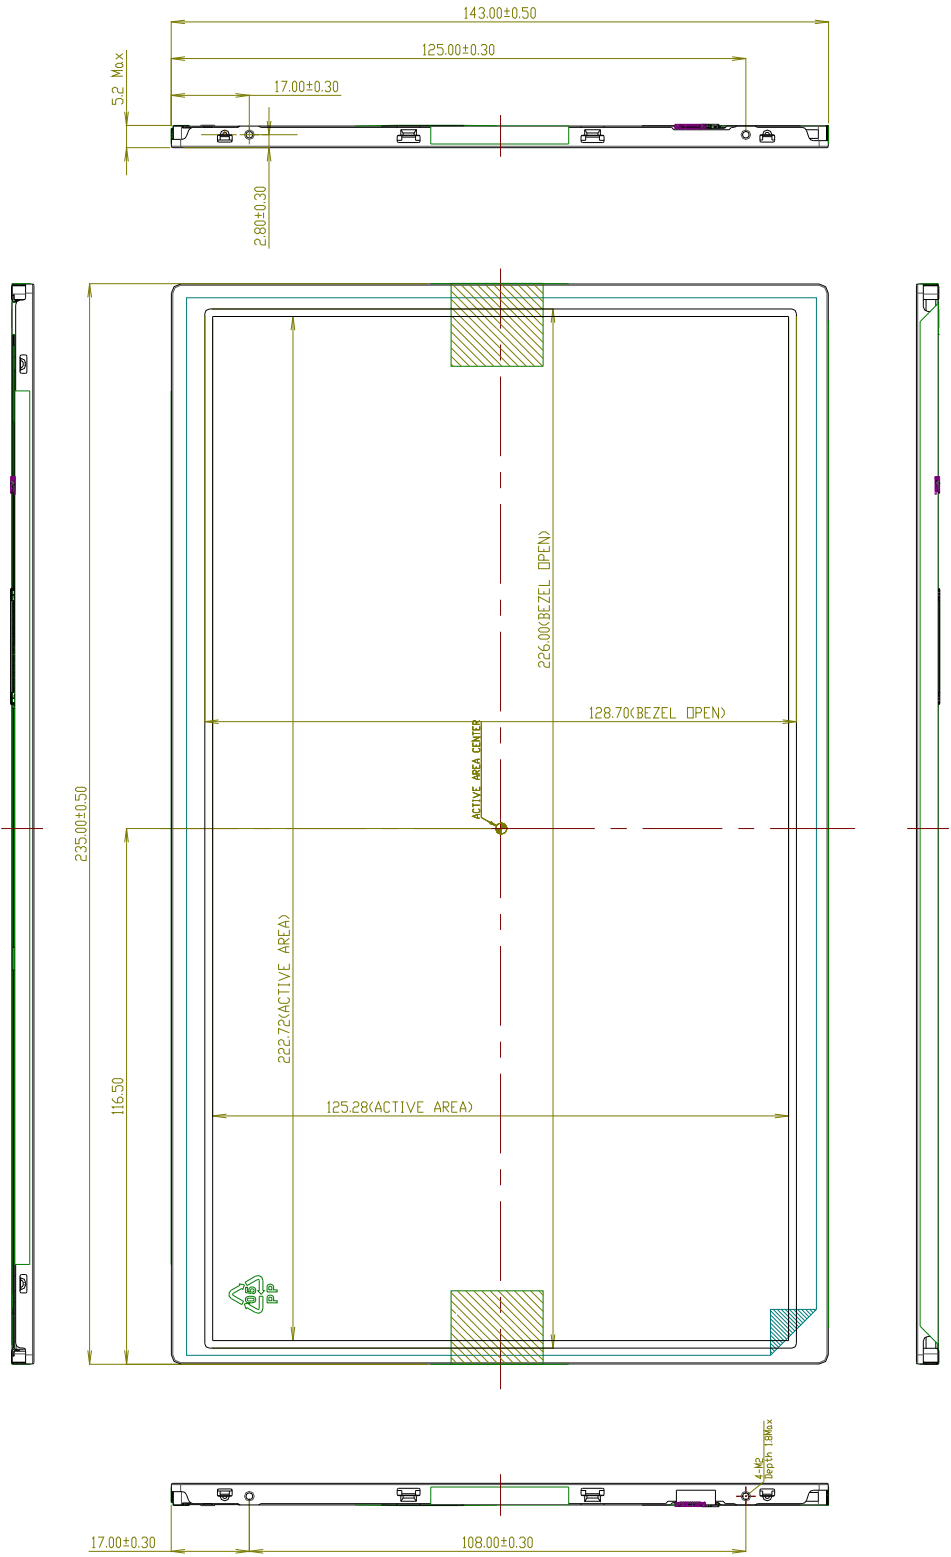 143.00±0.50
125.00±0.30
17.00±0.30
5.2 Max
2.80±0.30
226.00(BEZEL OPEN)
128.70(BEZEL OPEN)
ACTIVE AREA CENTER
235.00±0.50
222.72(ACTIVE AREA)
116.50
125.28(ACTIVE AREA)
05
PP
4-M2
Depth 1.8Max
17.00±0.30
108.00±0.30